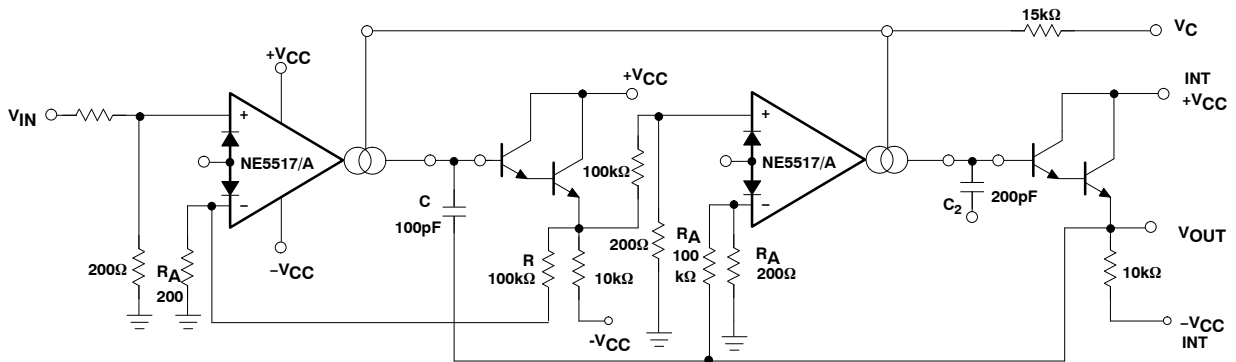 15kΩ
VC
+VCC
+VCC
INT
+VCC
VIN
+
NE5517/A
−
+
NE5517/A
−
100kΩ
C
100pF
C2
200pF
200Ω
RA
200
−VCC
R
100kΩ
10kΩ
200Ω
RA
100
kΩ
RA
200Ω
VOUT
10kΩ
-VCC
−VCC
INT